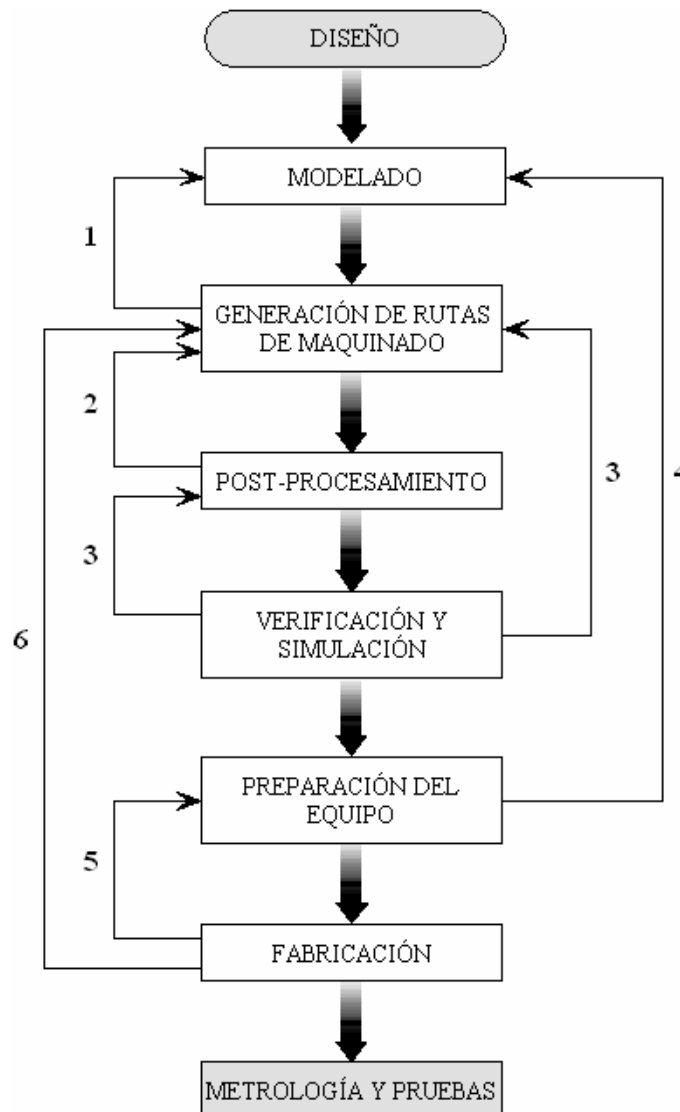 DISEÑO
MODELADO
1
GENERACIÓN DE RUTAS
DE MAQUINADO
2
POST-PROCESAMIENTO
3
4
3
VERIFICACIÓN Y
SIMULACIÓN
6
PREPARACIÓN DEL
EQUIPO
5
FABRICACIÓN
METROLOGÍA Y PRUEBAS